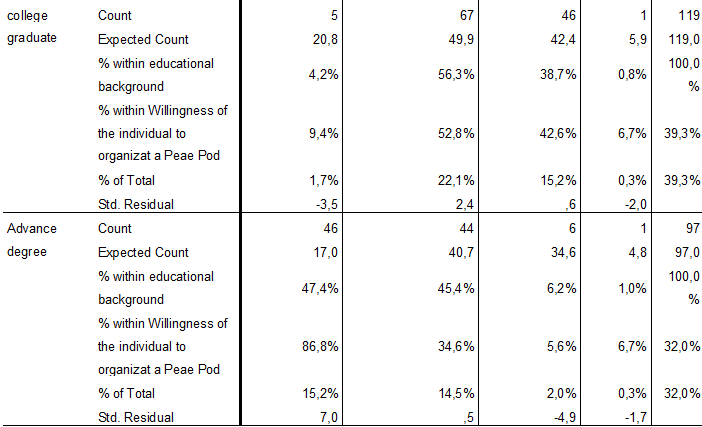 college Count 5 67 46 1 119
graduate Expected Count 20,8 49,9 42,4 5,9 119,0
% within educational 100,0
background 4,2% 56,3% 38,7% 0,8% %
% within Willingness of
the individual to 9,4% 52,8% 42,6% 6,7% 39,3%
organizat a Peae Pod
% of Total 1,7% 22,1% 15,2% 0,3% 39,3%
Std. Residual -3,5 2,4 ,6 -2,0
Advance Count 46 44 6 1 97
degree Expected Count 17,0 40,7 34,6 4,8 97,0
% within educational 100,0
background 47,4% 45,4% 6,2% 1,0% %
% within Willingness of
the individual to 86,8% 34,6% 5,6% 6,7% 32,0%
organizat a Peae Pod
% of Total 15,2% 14,5% 2,0% 0,3% 32,0%
Std. Residual 7,0 ,5 -4,9 -1,7